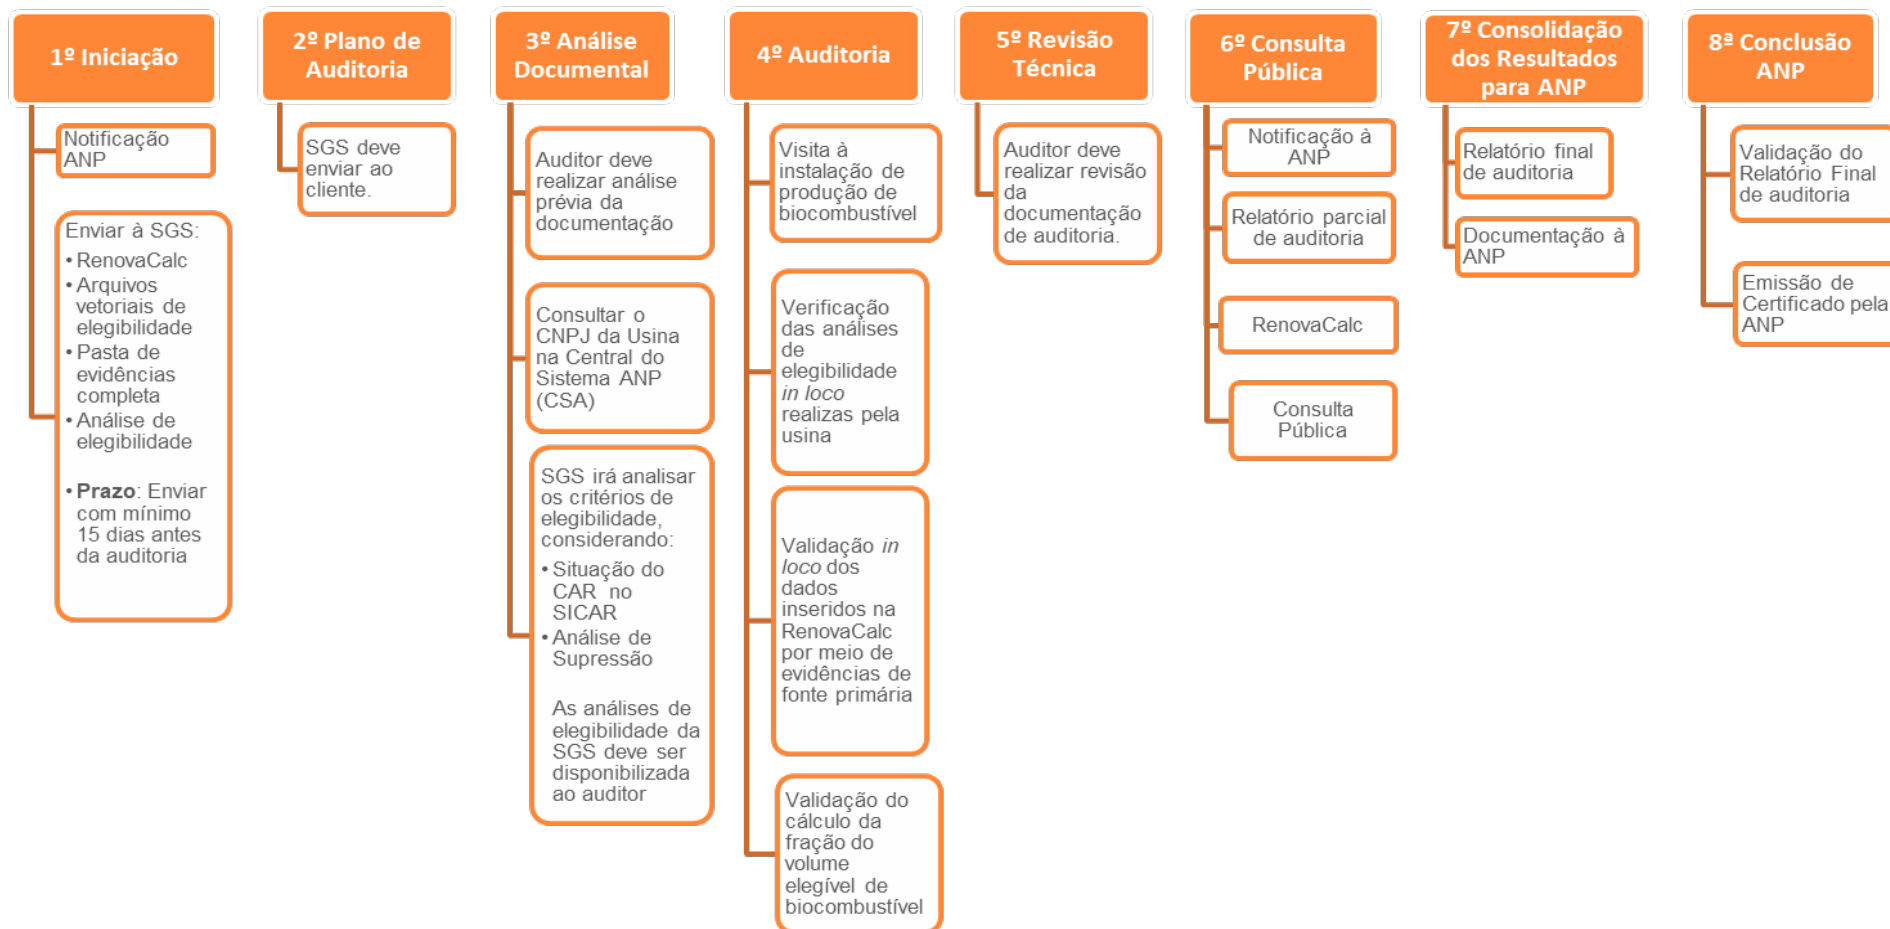 1º Iniciação
Notificação
ANP
Enviar à SGS:
• RenovaCalc
• Arquivos
vetoriais de
elegibilidade
• Pasta de
evidências
completa
• Análise de
elegibilidade
• Prazo: Enviar
com mínimo
15 dias antes
da auditoria
2º Plano de
Auditoria
SGS deve
enviar ao
cliente.
3º Análise
Documental
Auditor deve
realizar análise
prévia da
documentação
Consultar o
CNPJ da Usina
na Central do
Sistema ANP
(CSA)
SGS irá analisar
os critérios de
elegibilidade,
considerando:
• Situação do
CAR no
SICAR
• Análise de
Supressão
As análises de
elegibilidade da
SGS deve ser
disponibilizada
ao auditor
4º Auditoria
Visita à
instalação de
produção de
biocombustível
Verificação
das análises
de
elegibilidade
in loco
realizas pela
usina
Validação in
loco dos
dados
inseridos na
RenovaCalc
por meio de
evidências de
fonte primária
Validação do
cálculo da
fração do
volume
elegível de
biocombustível
5º Revisão
Técnica
Auditor deve
realizar revisão
da
documentação
de auditoria.
6º Consulta
Pública
Notificação à
ANP
Relatório parcial
de auditoria
RenovaCalc
Consulta
Pública
7º Consolidação
dos Resultados
para ANP
Relatório final
de auditoria
Documentação à
ANP
8ª Conclusão
ANP
Validação do
Relatório Final
de auditoria
Emissão de
Certificado pela
ANP